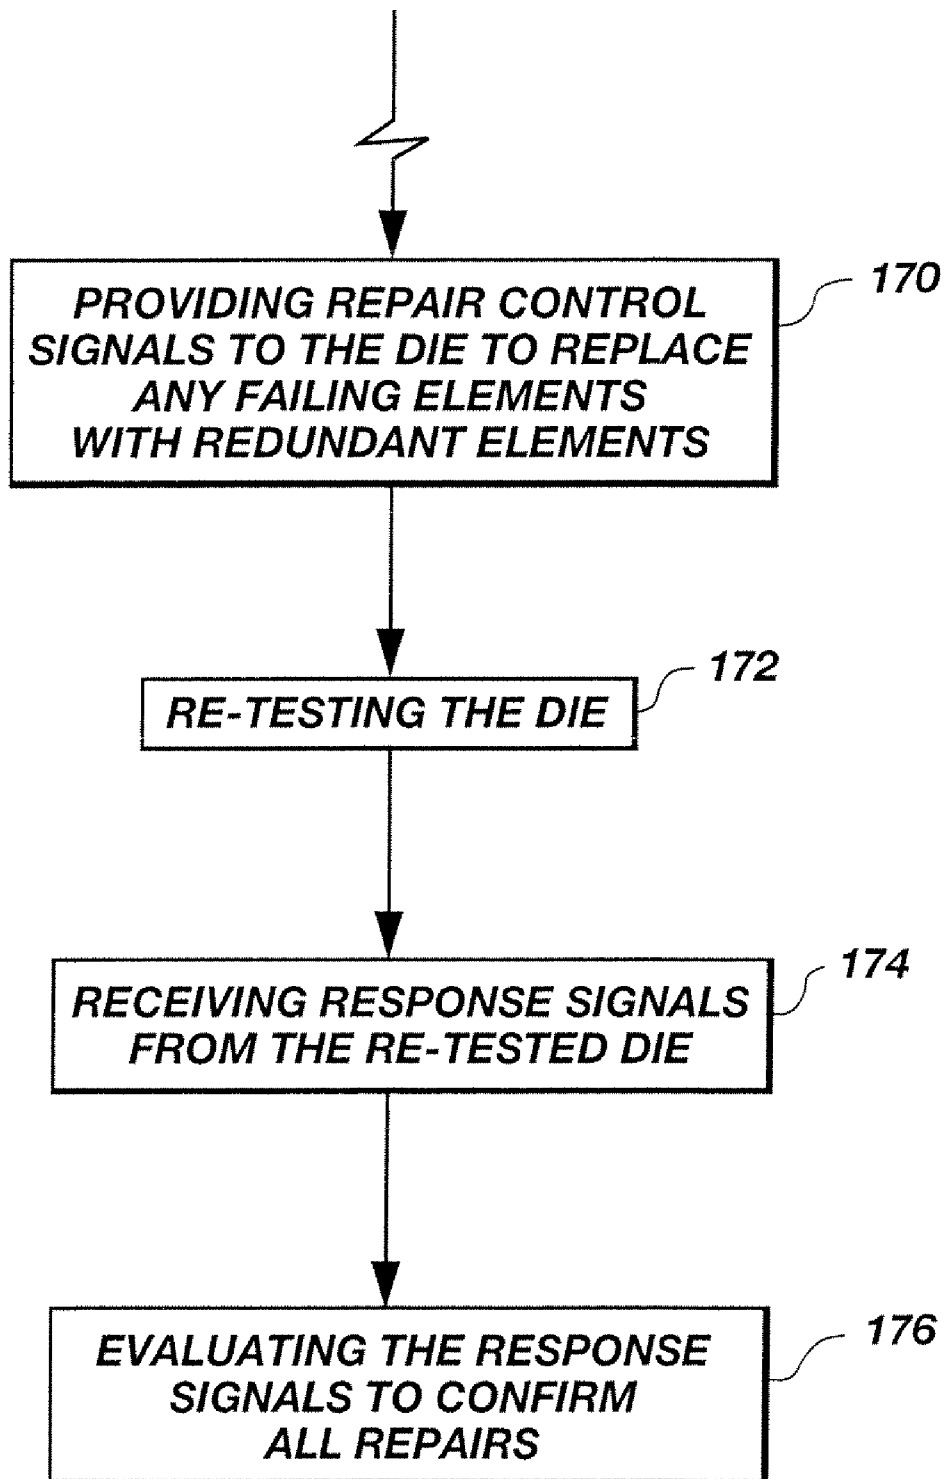 PROVIDING REPAIR CONTROL
SIGNALS TO THE DIE TO REPLACE
ANY FAILING ELEMENTS
WITH REDUNDANT ELEMENTS
170
RE-TESTING THE DIE
172
RECEIVING RESPONSE SIGNALS
FROM THE RE-TESTED DIE
174
EVALUATING THE RESPONSE
SIGNALS TO CONFIRM
ALL REPAIRS
176